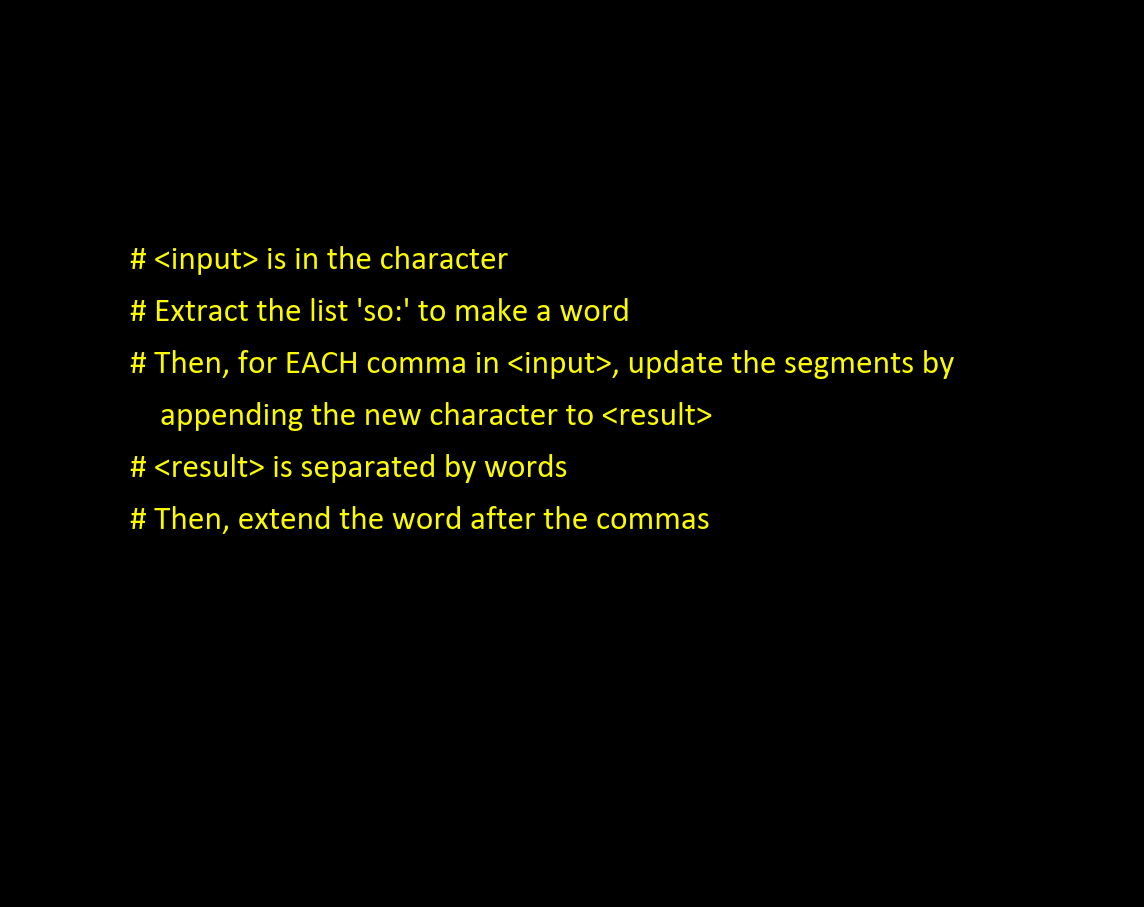 # <input> is in the character
# Extract the list 'so:' to make a word
# Then, for EACH comma in <input>, update the segments by
appending the new character to <result>
# <result> is separated by words
# Then, extend the word after the commas